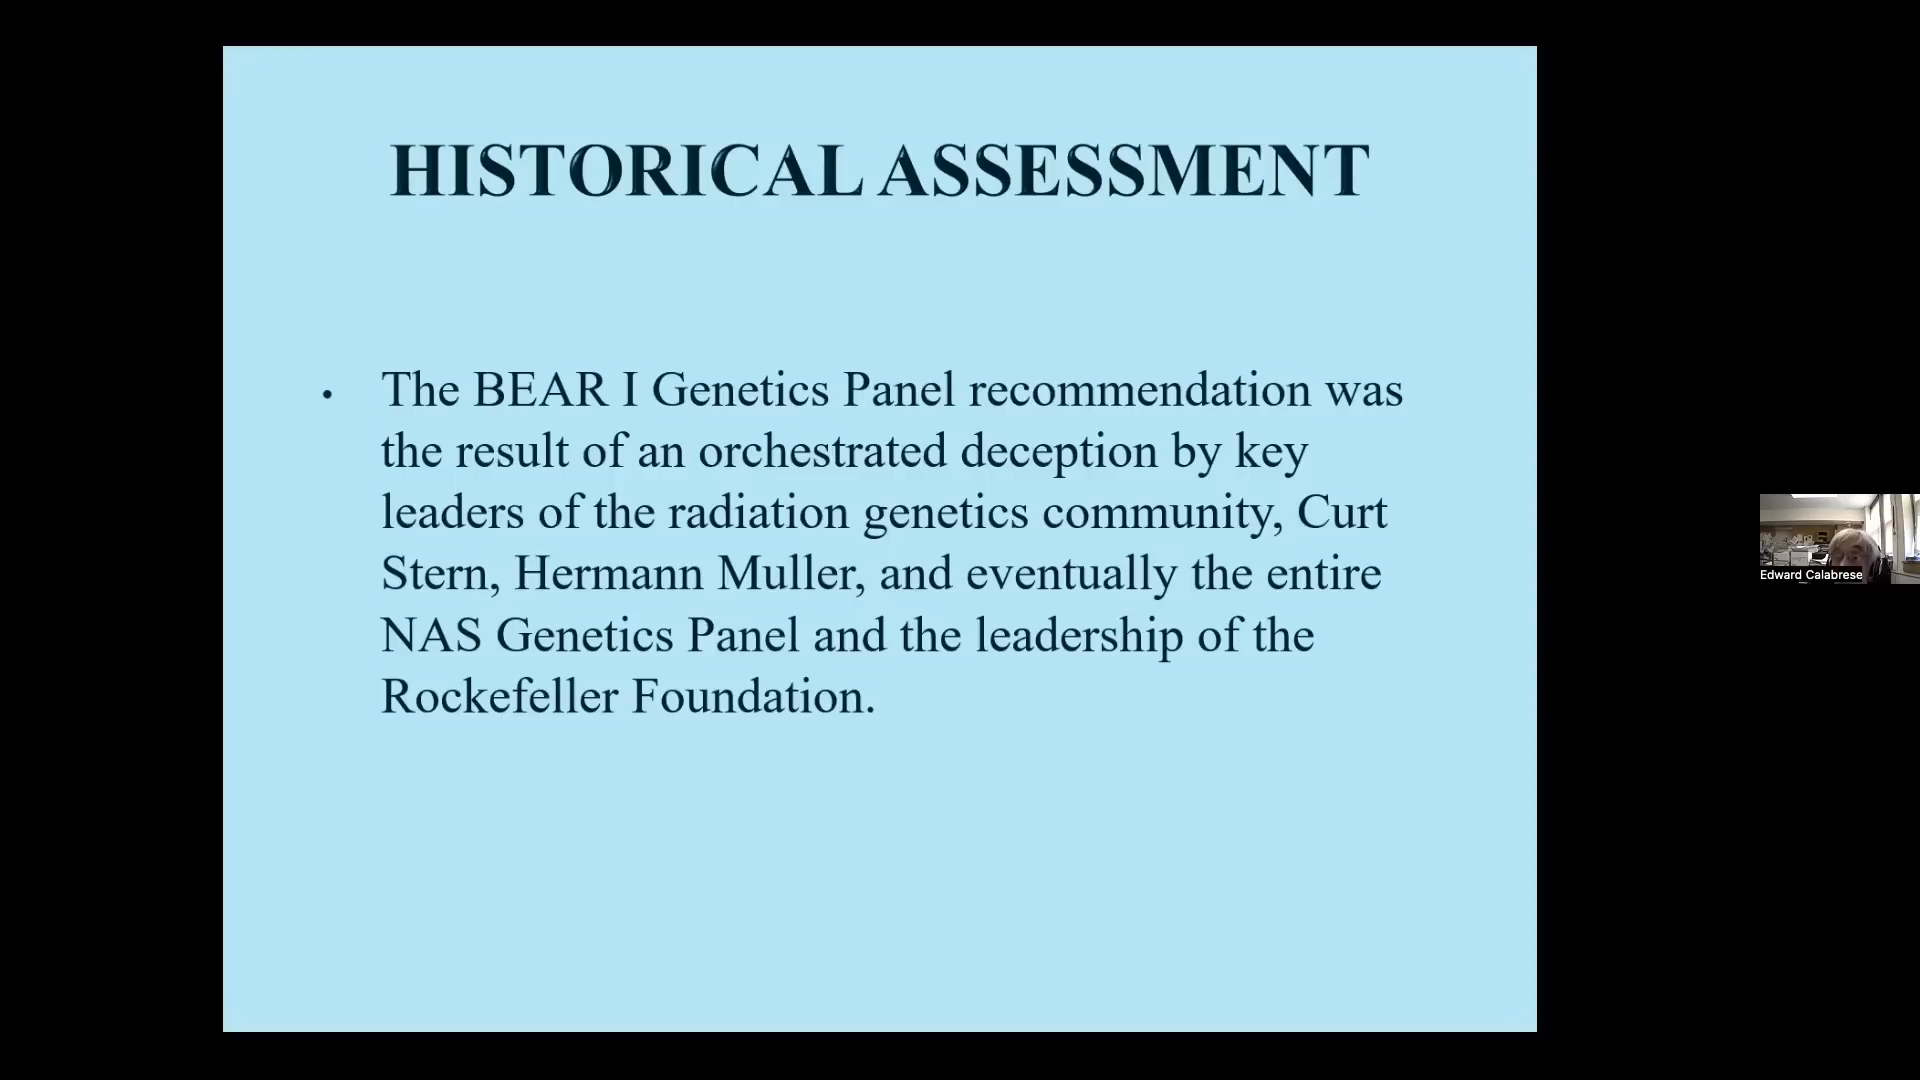 HISTORICAL ASSESSMENT
• The BEAR I Genetics Panel recommendation was
the result of an orchestrated deception by key
leaders of the radiation genetics community, Curt
Stern, Hermann Muller, and eventually the entire
NAS Genetics Panel and the leadership of the
Rockefeller Foundation.
Edward Calabrese